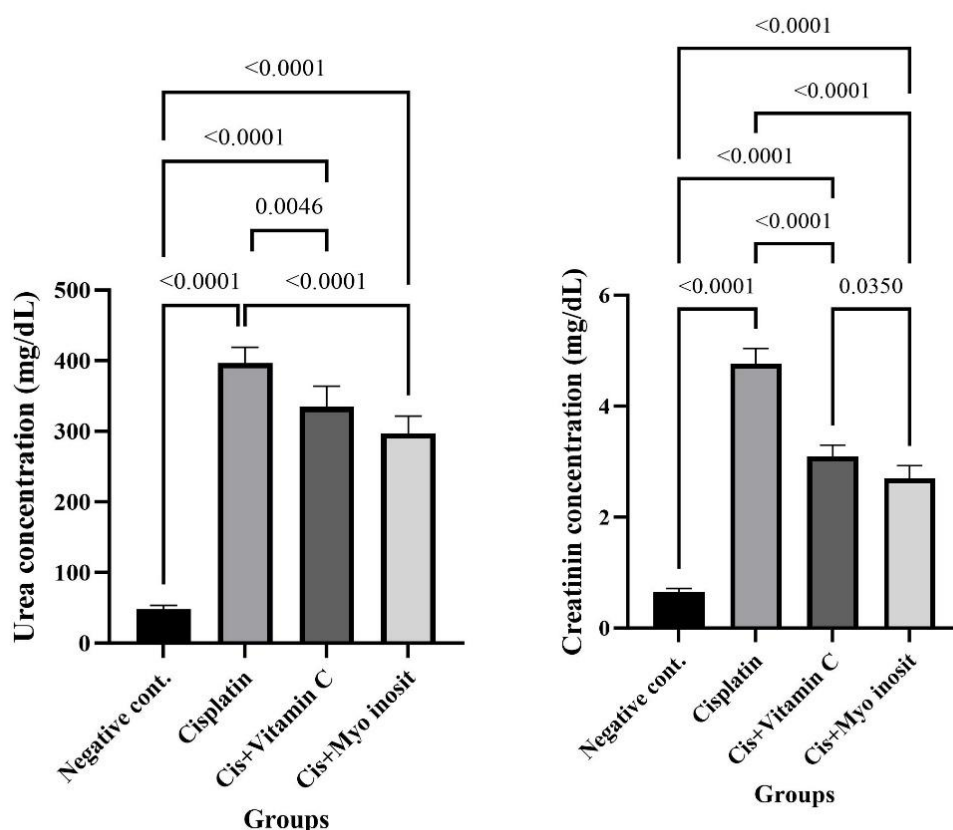 <0.0001
<0.0001
0.0046
<0.0001
<0.0001
Urea concentration (mg/dL)
500
400
300
200
100
0
Negative cont.
Cisplatin
Cis+Vitamin C
Cis+Myo inosit
Groups
<0.0001
<0.0001
<0.0001
<0.0001
<0.0001
0.0350
Creatinin concentration (mg/dL)
6
4
2
0
Negative cont.
Cisplatin
Cis+Vitamin C
Cis+Myo inosit
Groups